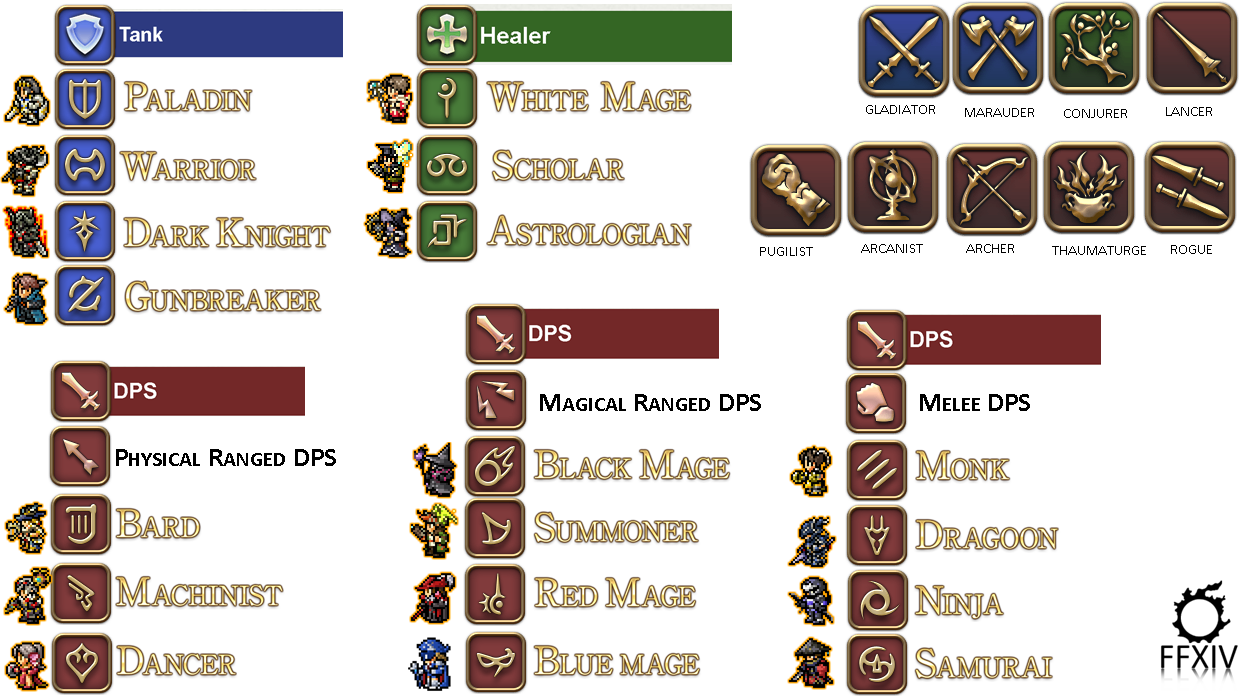 Tank
PALADIN
WARRIOR
DARK KNIGHT
GUNBREAKER
Healer
WHITE MAGE
SCHOLAR
ASTROLOGIAN
GLADIATOR
MARAUDER
CONJURER
LANCER
PUGILIST
ARCANIST
ARCHER
THAUMATURGE
ROGUE
DPS
PHYSICAL RANGED DPS
BARD
MACHINIST
DANCER
DPS
MAGICAL RANGED DPS
BLACK MAGE
SUMMONER
RED MAGE
BLUE MAGE
DPS
MELEE DPS
MONK
DRAGOON
NINJA
SAMURAI
FFXIV